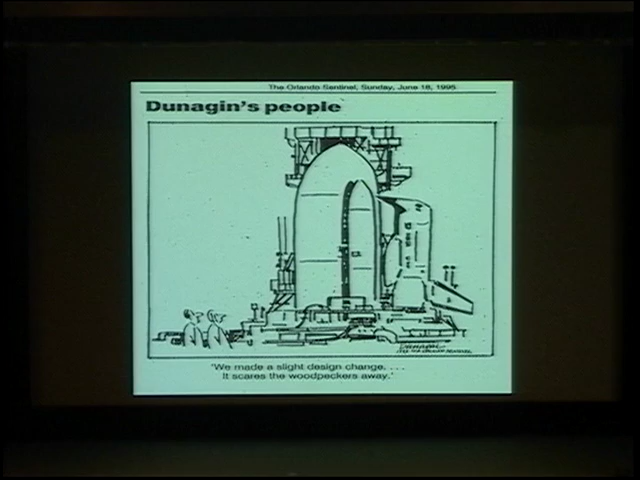 The Orlando Sentinel, Sunday, June 18, 1995
Dunagin's people
'We made a slight design change. . . .
It scares the woodpeckers away.'